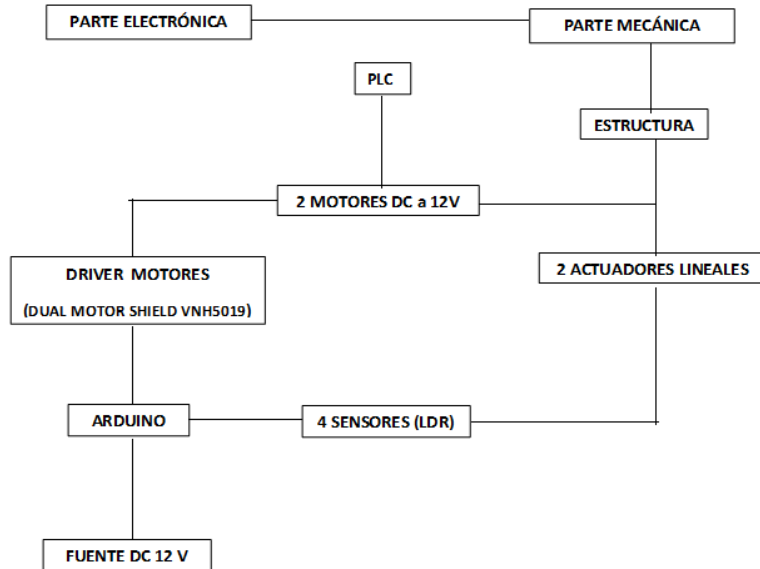 PARTE ELECTRÓNICA
PARTE MECÁNICA
PLC
ESTRUCTURA
2 MOTORES DC a 12V
DRIVER MOTORES
(DUAL MOTOR SHIELD VNH5019)
2 ACTUADORES LINEALES
ARDUINO
4 SENSORES (LDR)
FUENTE DC 12 V